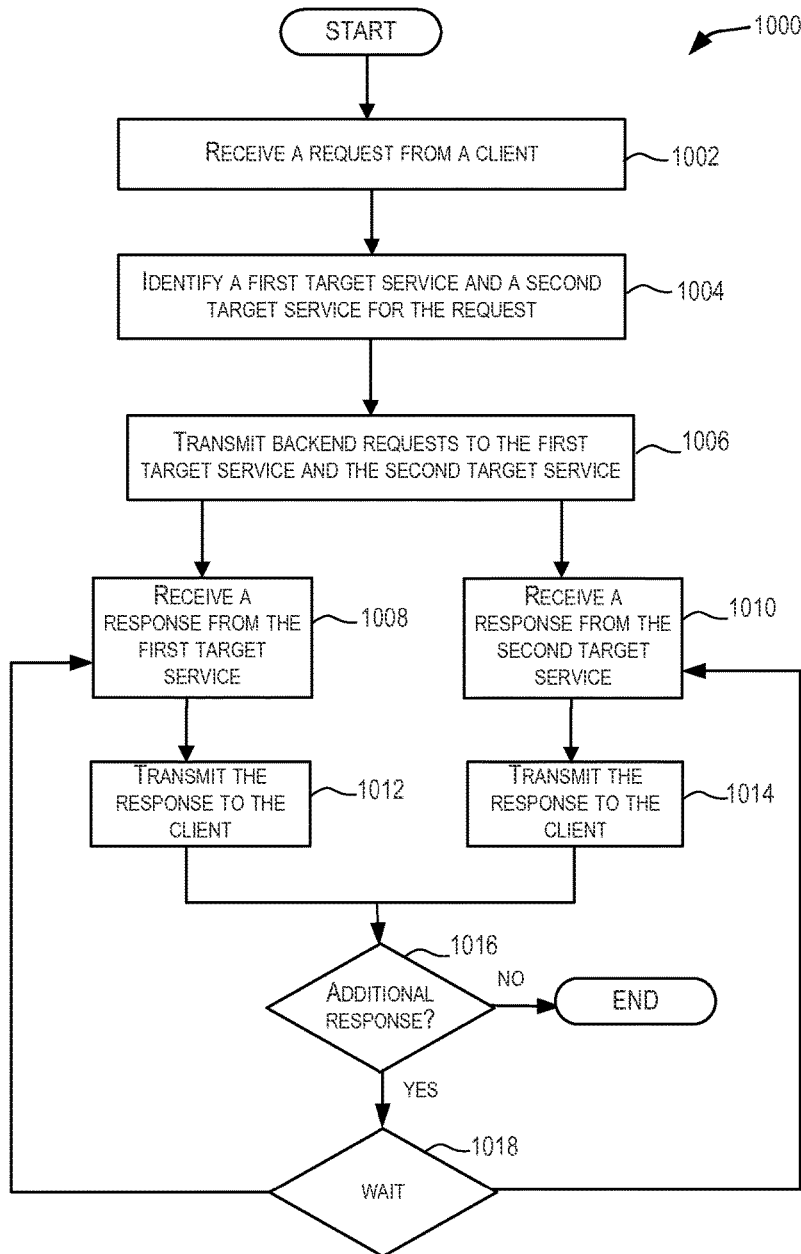 START
1000
RECEIVE A REQUEST FROM A CLIENT
1002
IDENTIFY A FIRST TARGET SERVICE AND A SECOND
TARGET SERVICE FOR THE REQUEST
1004
TRANSMIT BACKEND REQUESTS TO THE FIRST
TARGET SERVICE AND THE SECOND TARGET SERVICE
1006
RECEIVE A
RESPONSE FROM THE
FIRST TARGET
SERVICE
1008
RECEIVE A
RESPONSE FROM THE
SECOND TARGET
SERVICE
1010
TRANSMIT THE
RESPONSE TO THE
CLIENT
1012
TRANSMIT THE
RESPONSE TO THE
CLIENT
1014
ADDITIONAL
RESPONSE?
1016
NO
END
YES
WAIT
1018